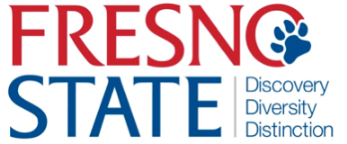 FRESNO
STATE
Discovery
Diversity
Distinction